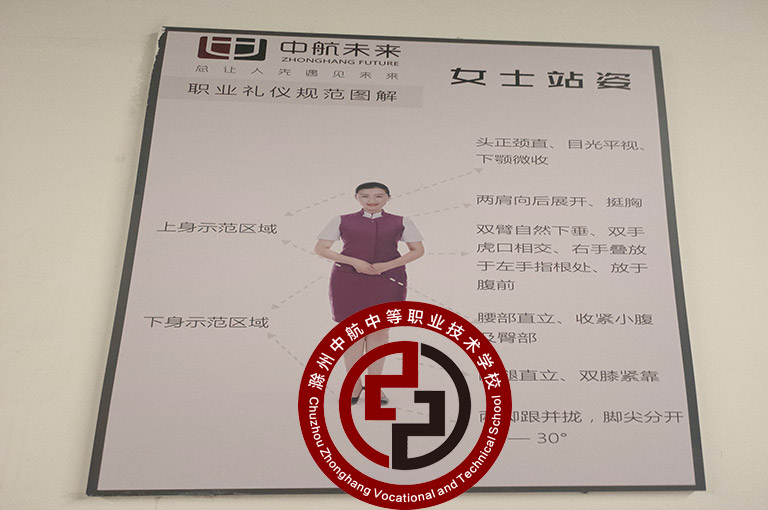 中航未来
ZHONGHANG FUTURE
总让人先遇见未来
职业礼仪规范图解
女士站姿
头正颈直、目光平视、
下颚微收
两肩向后展开、挺胸
上身示范区域
双臂自然下垂、双手
虎口相交、右手叠放
于左手指根处、放于
腹前
下身示范区域
腰部直立、收紧小腹
及臀部
腿直立、双膝紧靠
两脚跟并拢，脚尖分开
— 30°
滁州中航中等职业技术学校
Chuzhou Zhonghang Vocational and Technical School